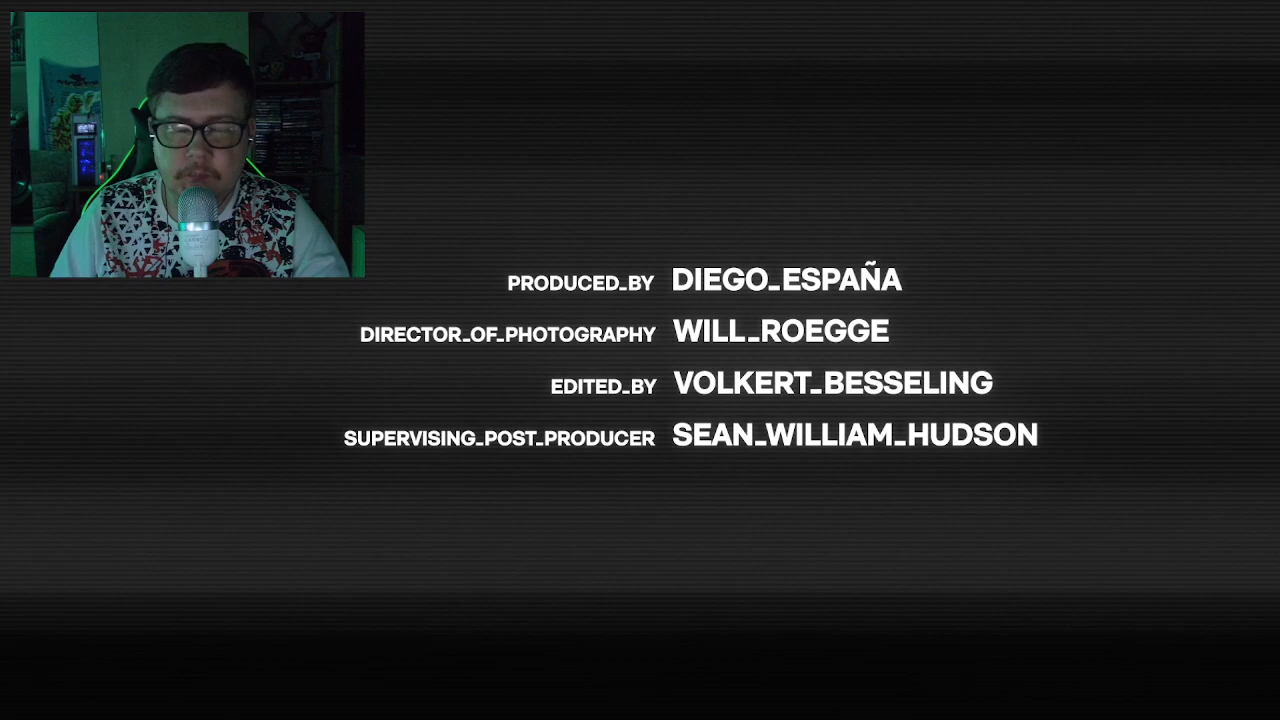 PRODUCED_BY DIEGO_ESPAÑA
DIRECTOR_OF_PHOTOGRAPHY WILL_ROEGGE
EDITED_BY VOLKERT_BESSELING
SUPERVISING_POST_PRODUCER SEAN_WILLIAM_HUDSON